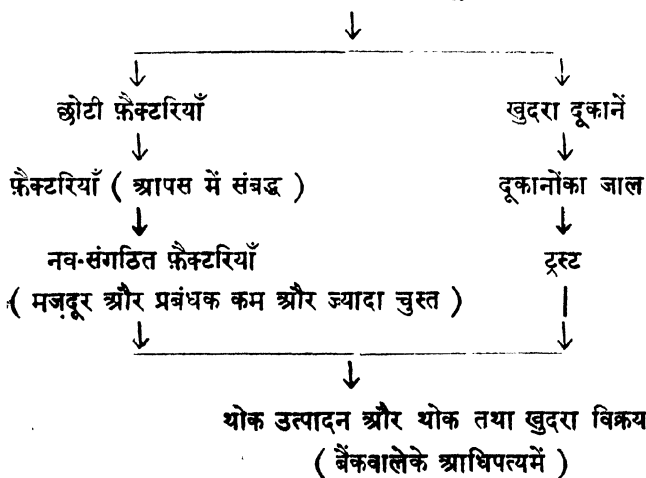 छोटी फ़ैक्टरियाँ खुदरा दूकानें
फ़ैक्टरियाँ ( आपस में संबद्ध ) दूकानोंका जाल
नव-संगठित फ़ैक्टरियाँ ट्रस्ट
( मज़दूर और प्रबंधक कम और ज्यादा चुस्त )
थोक उत्पादन और थोक तथा खुदरा विक्रय
( बैंकवालेके आधिपत्यमें )